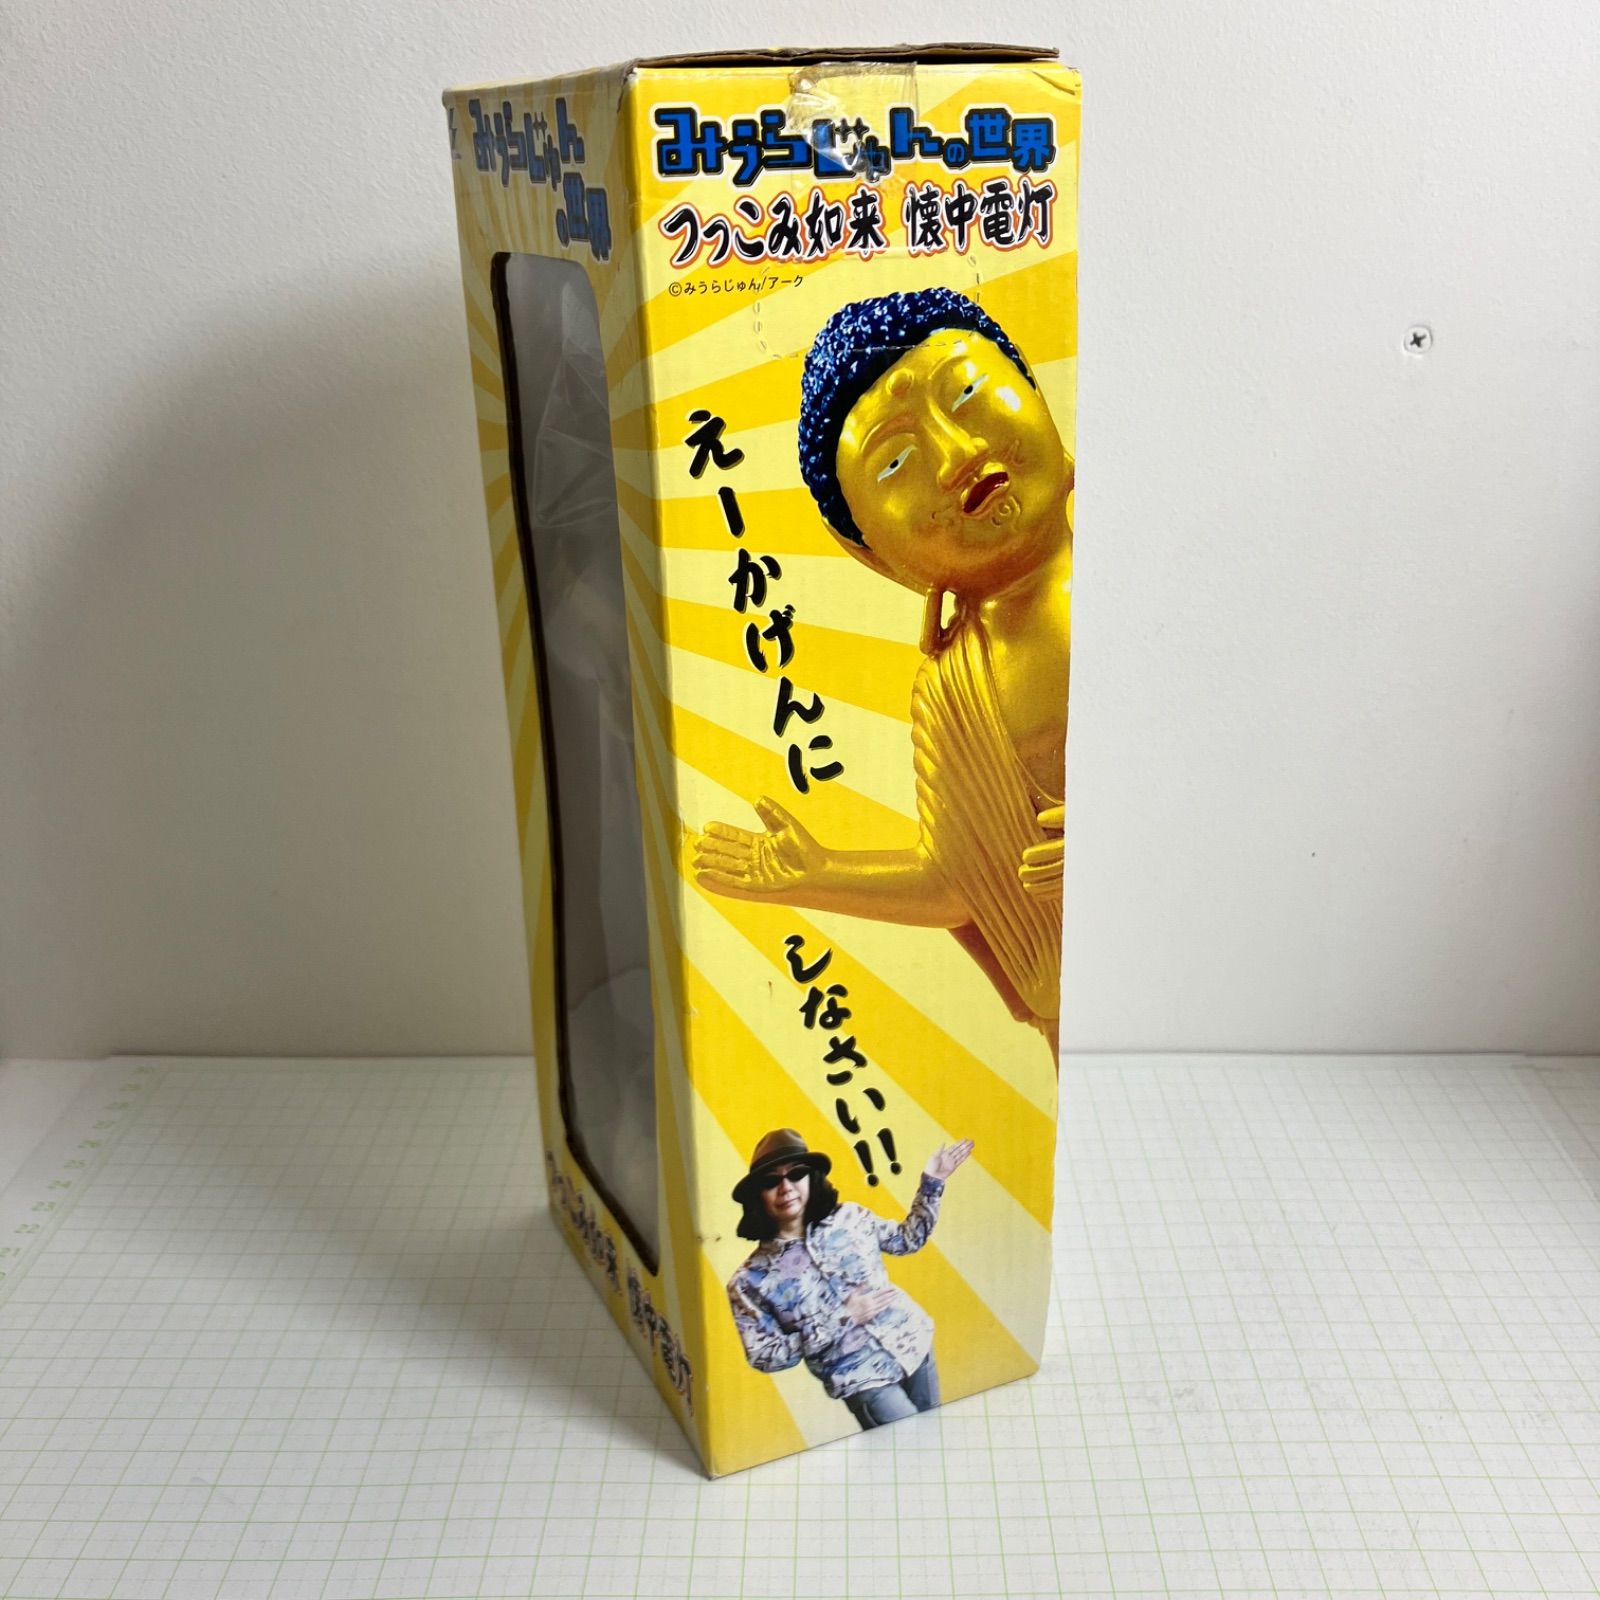 みうらじゅん
の世界
つっこみ如来 懐中電灯
みうらじゅんの世界
つっこみ如来 懐中電灯
©みうらじゅん/アーク
えーかげんに
しなさい!!